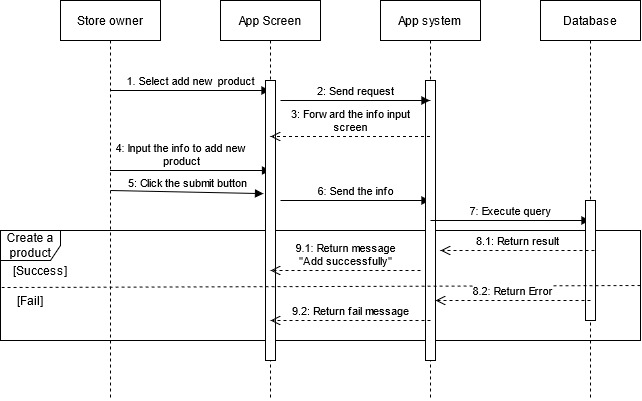 Store owner
App Screen
App system
Database
1. Select add new product
2: Send request
3: Forward the info input
screen
4: Input the info to add new
product
5: Click the submit button
6: Send the info
7: Execute query
Create a
product
8.1: Return result
9.1: Return message
"Add successfully"
[Success]
8.2: Return Error
[Fail]
9.2: Return fail message